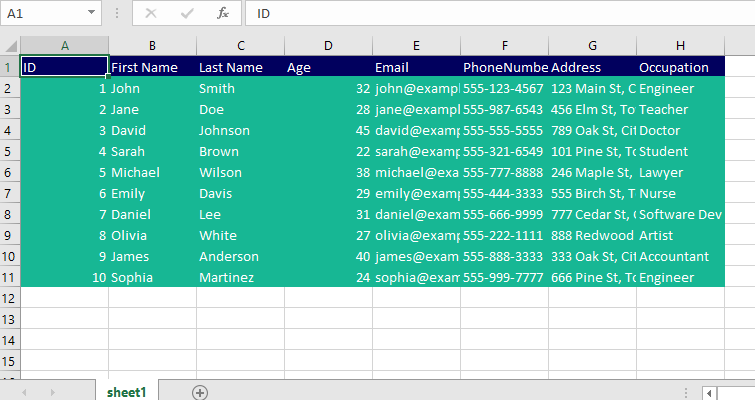 A1 fx ID
A B C D E F G H
1 ID First Name Last Name Age Email PhoneNumbe Address Occupation
2 1 John Smith 32 john@exampl 555-123-4567 123 Main St, C Engineer
3 2 Jane Doe 28 jane@exampl 555-987-6543 456 Elm St, To Teacher
4 3 David Johnson 45 david@examp 555-555-5555 789 Oak St, Cit Doctor
5 4 Sarah Brown 22 sarah@examp 555-321-6549 101 Pine St, To Student
6 5 Michael Wilson 38 michael@exa 555-777-8888 246 Maple St, Lawyer
7 6 Emily Davis 29 emily@examp 555-444-3333 555 Birch St, T Nurse
8 7 Daniel Lee 31 daniel@exam 555-666-9999 777 Cedar St, Software Dev
9 8 Olivia White 27 olivia@examp 555-222-1111 888 Redwood Artist
10 9 James Anderson 40 james@exam 555-888-3333 333 Oak St, Cit Accountant
11 10 Sophia Martinez 24 sophia@exam 555-999-7777 666 Pine St, To Engineer
12
13
14
15
sheet1